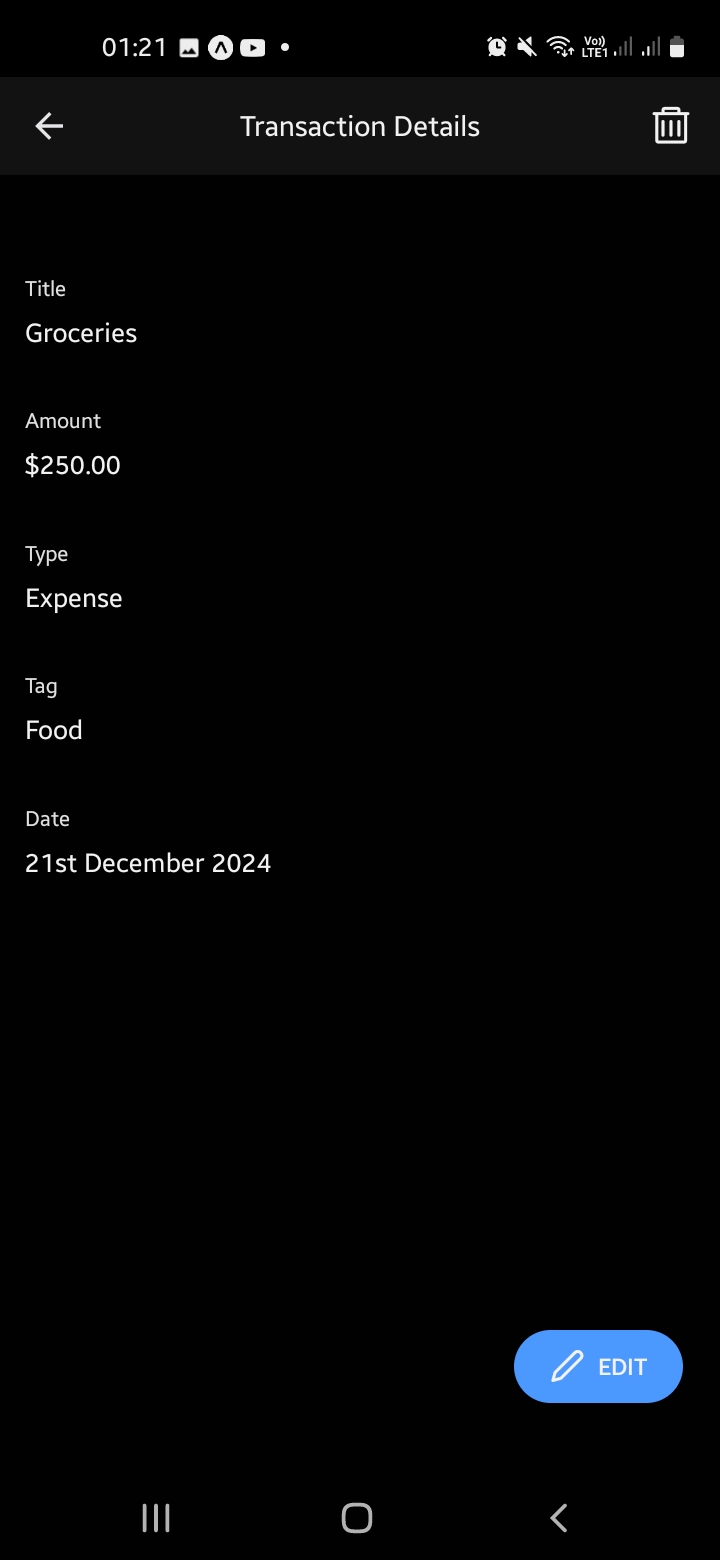 01:21
Vo))
LTE1
Transaction Details
Title
Groceries
Amount
$250.00
Type
Expense
Tag
Food
Date
21st December 2024
EDIT